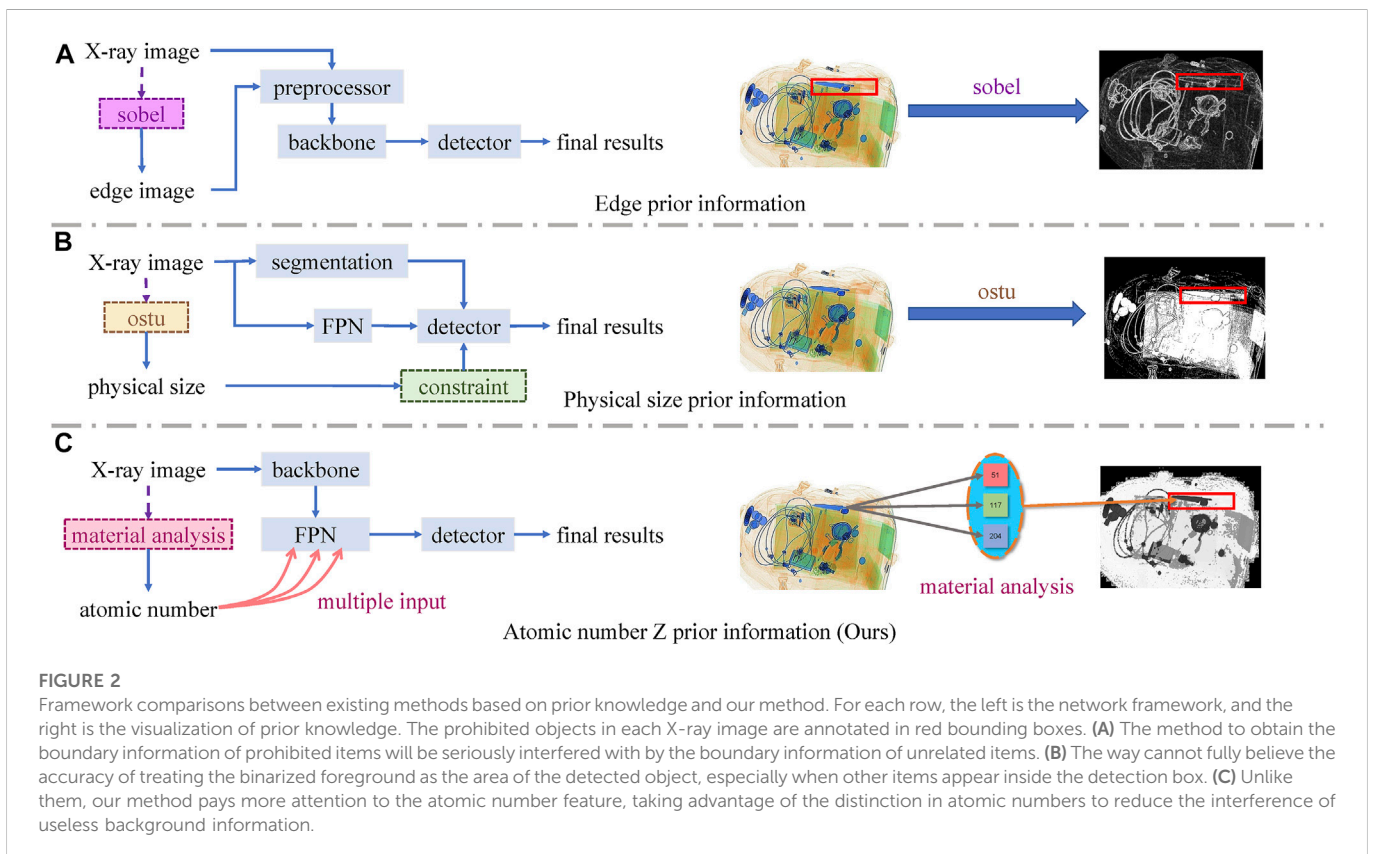 A
X-ray image
sobel
edge image
preprocessor
backbone
detector
final results
sobel
Edge prior information
B
X-ray image
ostu
physical size
segmentation
FPN
detector
constraint
final results
ostu
Physical size prior information
C
X-ray image
material analysis
atomic number
backbone
FPN
multiple input
detector
final results
51
117
204
material analysis
Atomic number Z prior information (Ours)
FIGURE 2
Framework comparisons between existing methods based on prior knowledge and our method. For each row, the left is the network framework, and the
right is the visualization of prior knowledge. The prohibited objects in each X-ray image are annotated in red bounding boxes. (A) The method to obtain the
boundary information of prohibited items will be seriously interfered with by the boundary information of unrelated items. (B) The way cannot fully believe the
accuracy of treating the binarized foreground as the area of the detected object, especially when other items appear inside the detection box. (C) Unlike
them, our method pays more attention to the atomic number feature, taking advantage of the distinction in atomic numbers to reduce the interference of
useless background information.